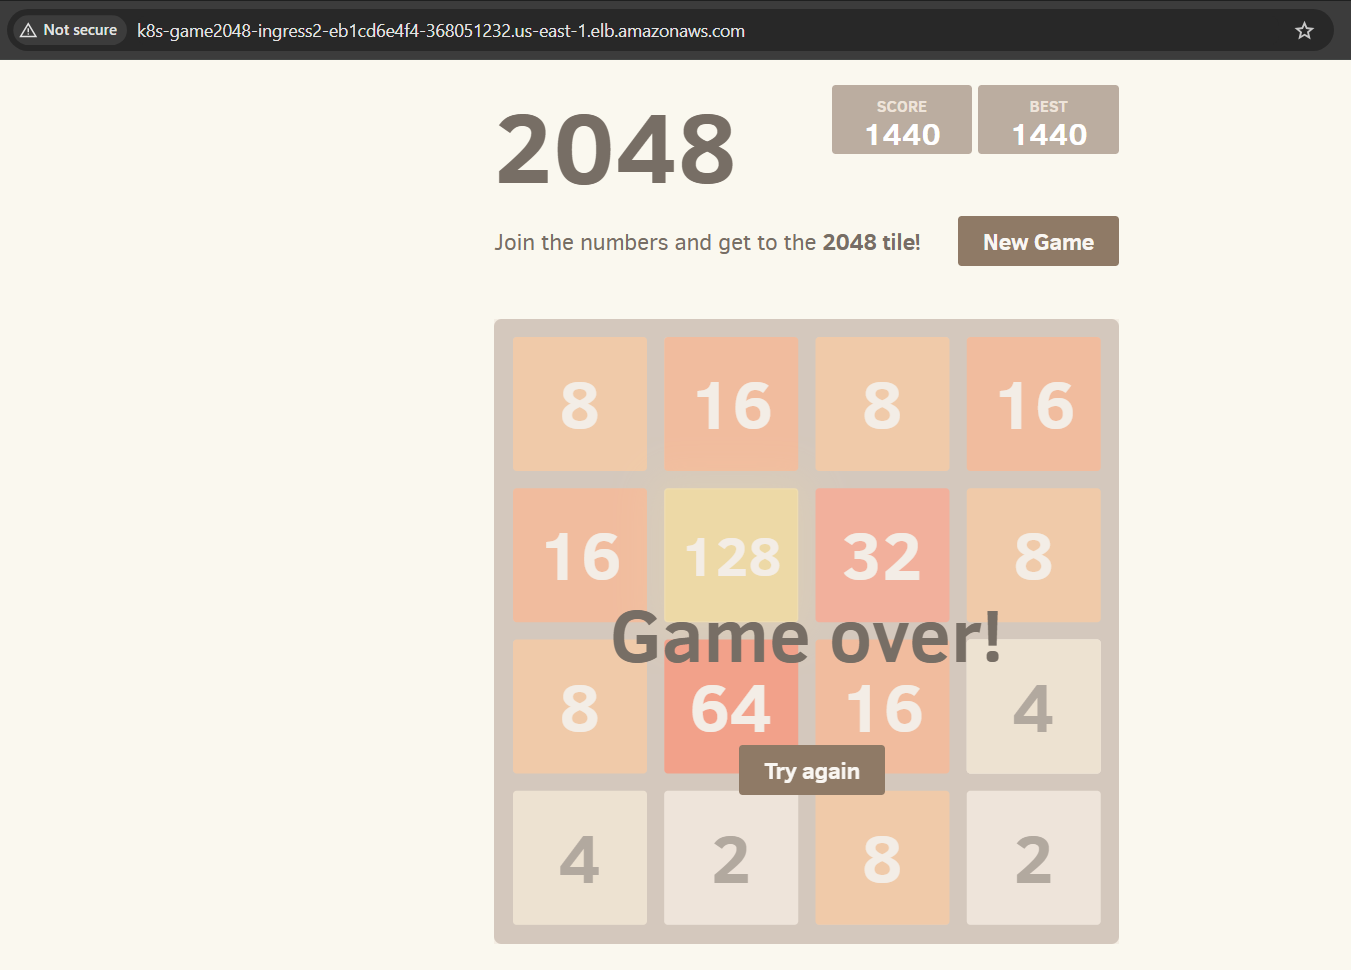 Not secure k8s-game2048-ingress2-eb1cd6e4f4-368051232.us-east-1.elb.amazonaws.com
2048
SCORE
1440
BEST
1440
Join the numbers and get to the 2048 tile!
New Game
8 16 8 16
16 128 32 8
Game over!
8 64 16 4
Try again
4 2 8 2